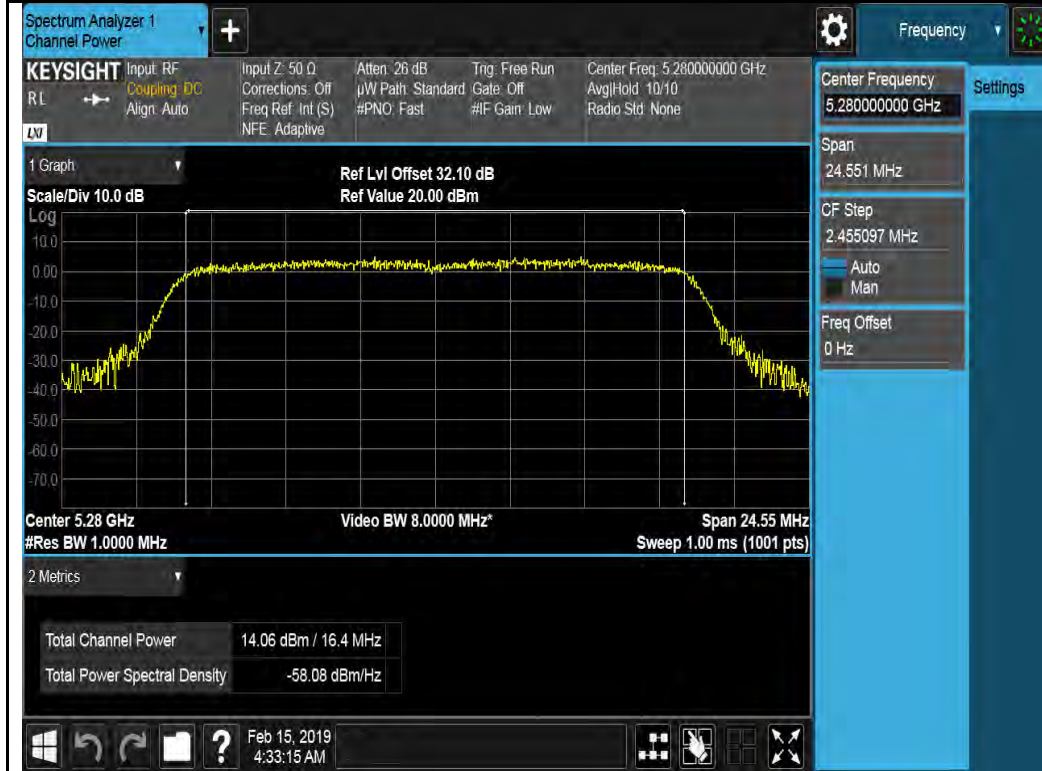 Spectrum Analyzer 1
Channel Power
+
Frequency
KEYSIGHT
RL
LXI
Input: RF
Coupling: DC
Align: Auto
Input Z: 50 Ω
Corrections: Off
Freq Ref: Int (S)
NFE: Adaptive
Atten: 26 dB
µW Path: Standard
#PNO: Fast
Trig: Free Run
Gate: Off
#IF Gain: Low
Center Freq: 5.280000000 GHz
Avg|Hold: 10/10
Radio Std: None
Center Frequency
5.280000000 GHz
Settings
Span
24.551 MHz
CF Step
2.455097 MHz
Auto
Man
Freq Offset
0 Hz
1 Graph
Scale/Div 10.0 dB
Ref Lvl Offset 32.10 dB
Ref Value 20.00 dBm
Log
10.0
0.00
-10.0
-20.0
-30.0
-40.0
-50.0
-60.0
-70.0
Center 5.28 GHz
#Res BW 1.0000 MHz
Video BW 8.0000 MHz*
Span 24.55 MHz
Sweep 1.00 ms (1001 pts)
2 Metrics
Total Channel Power 14.06 dBm / 16.4 MHz
Total Power Spectral Density -58.08 dBm/Hz
?
Feb 15, 2019
4:33:15 AM